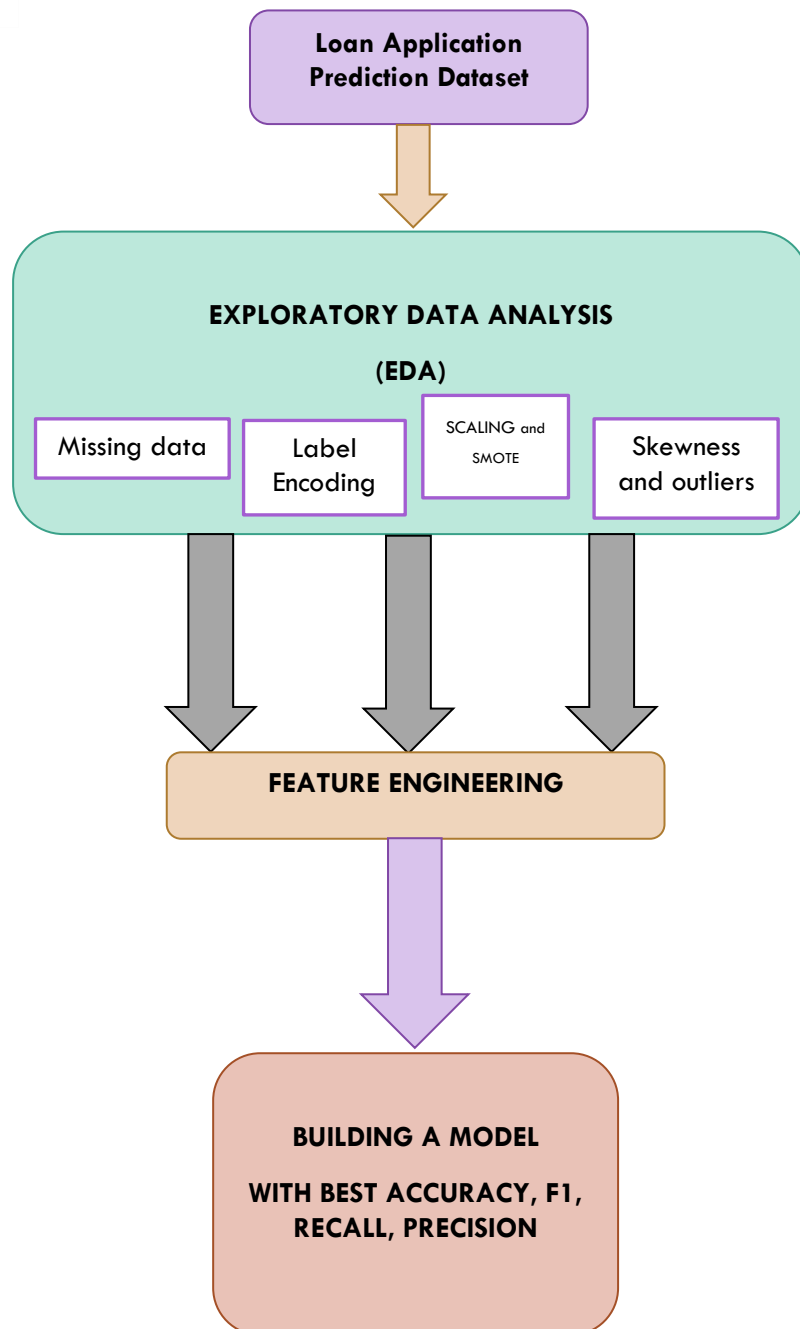 Loan Application
Prediction Dataset
EXPLORATORY DATA ANALYSIS
(EDA)
Missing data
Label
Encoding
SCALING and
SMOTE
Skewness
and outliers
FEATURE ENGINEERING
BUILDING A MODEL
WITH BEST ACCURACY, F1,
RECALL, PRECISION